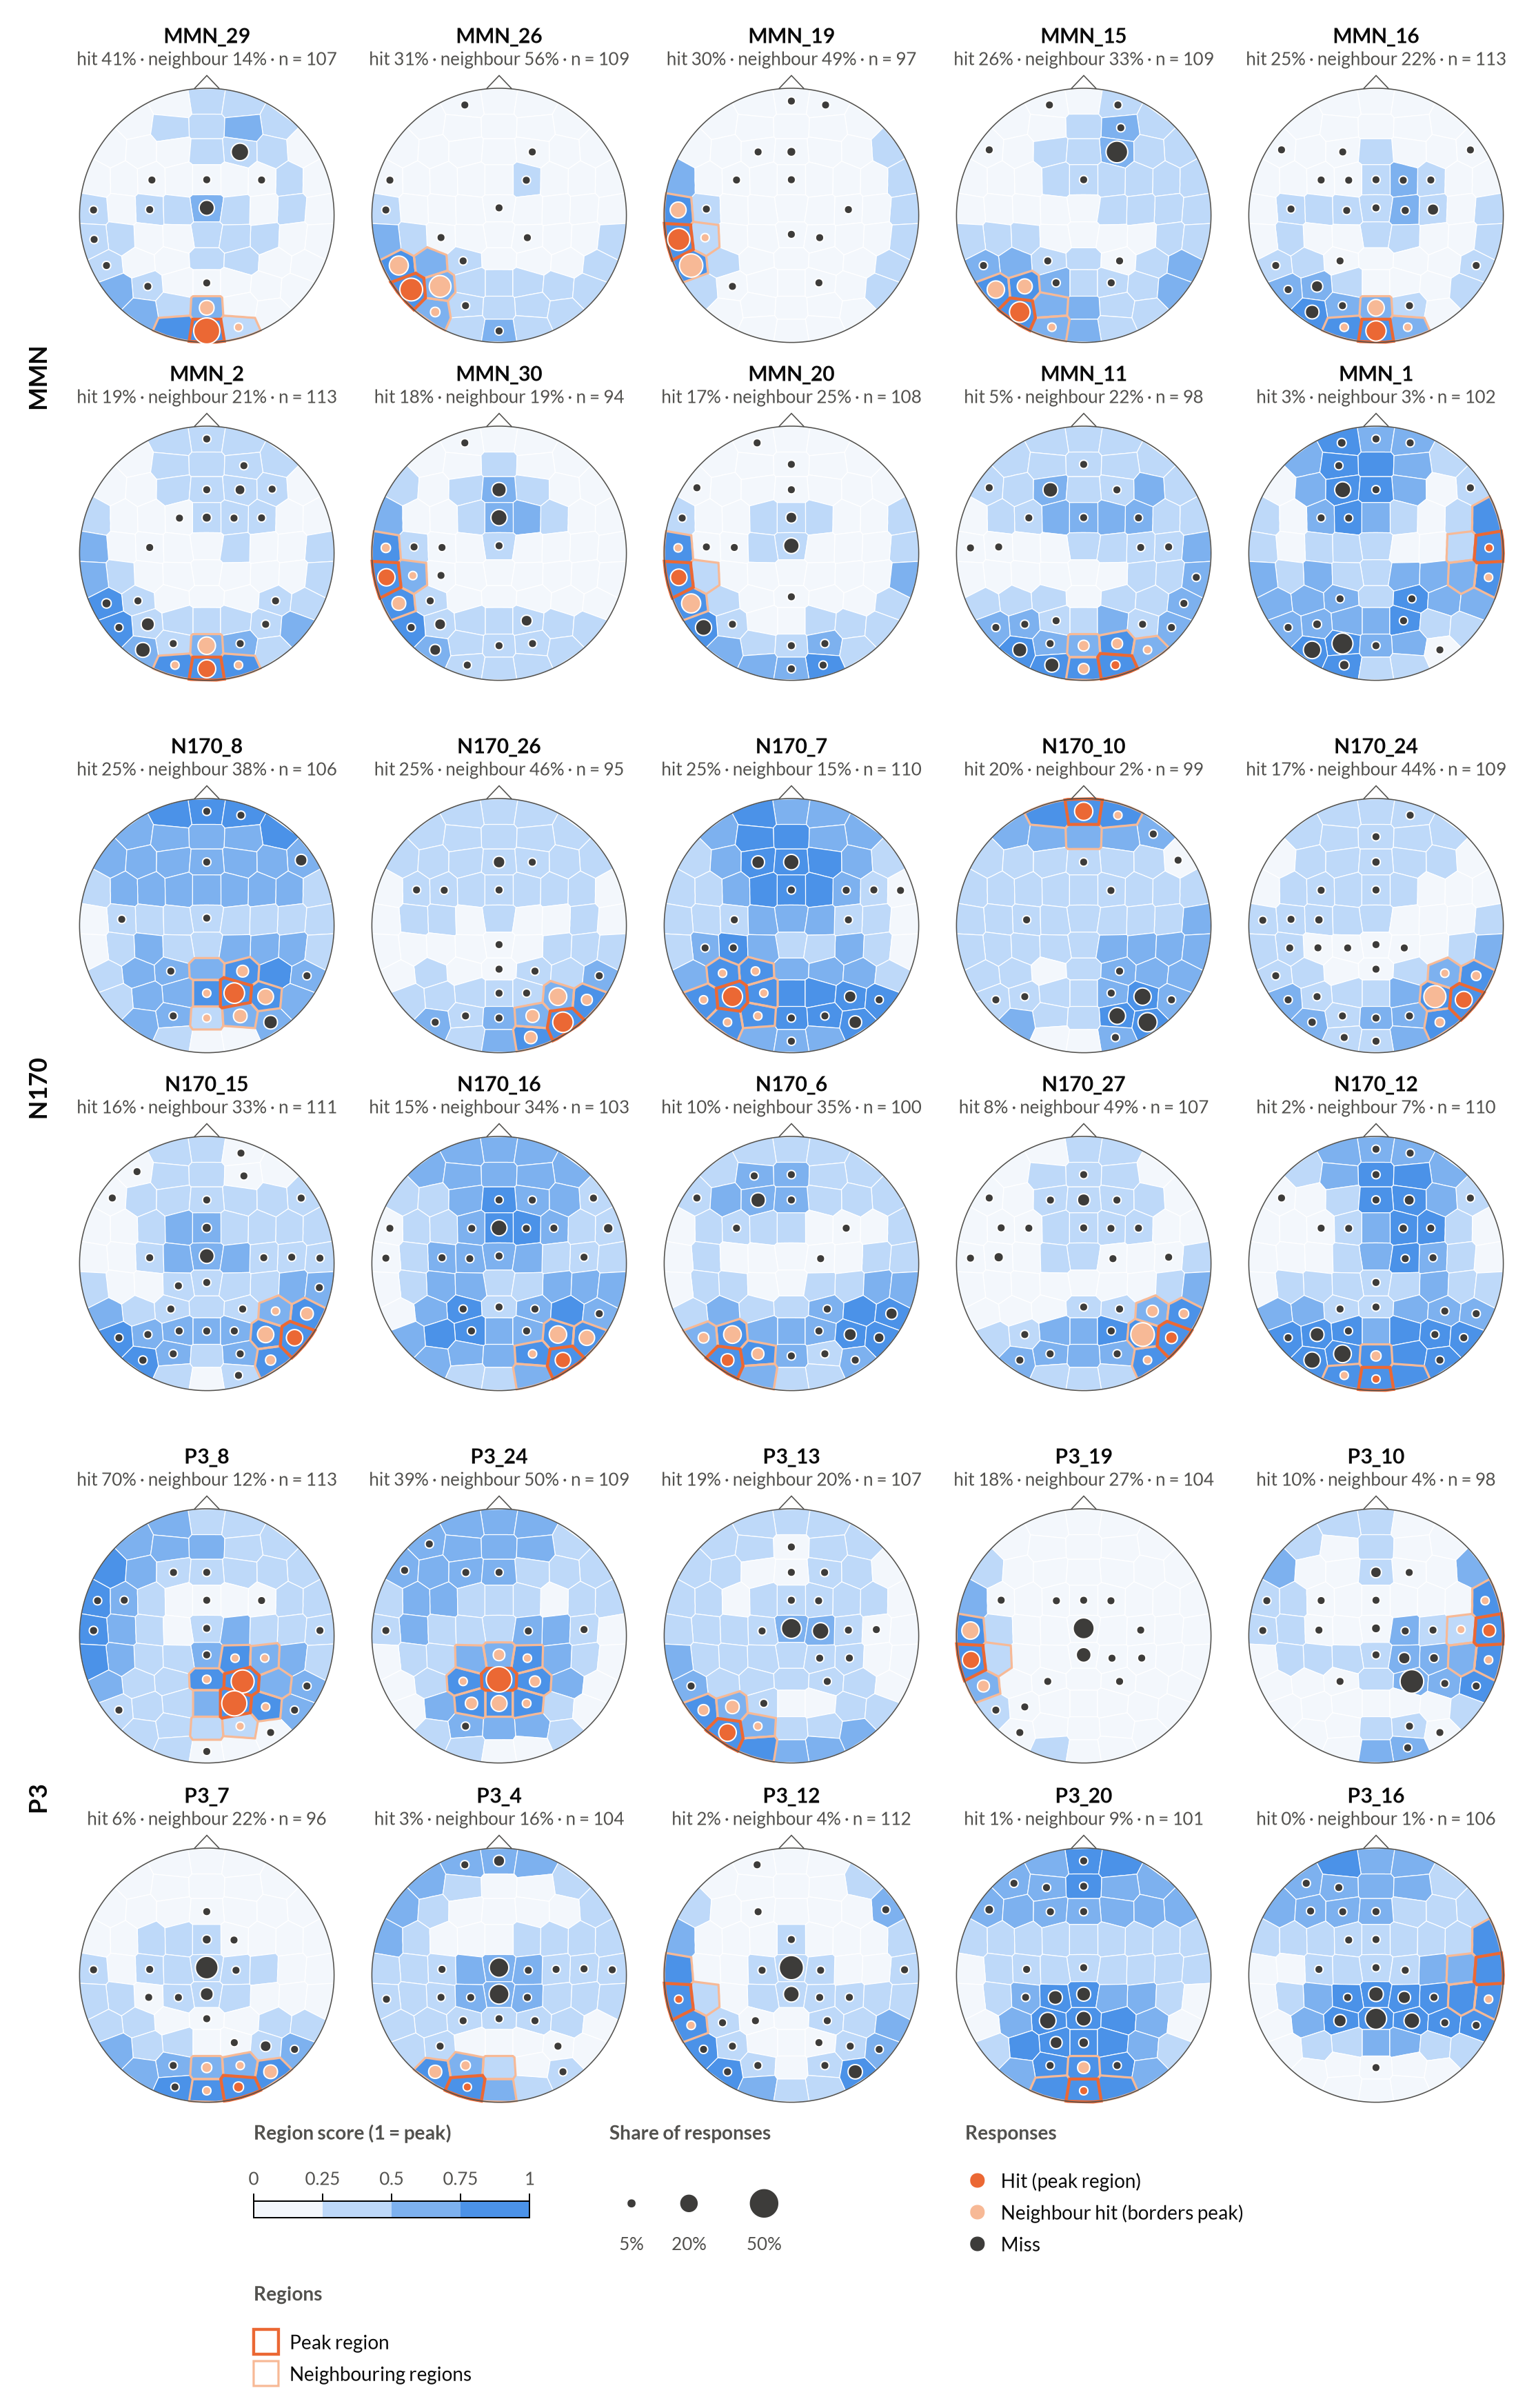 MMN_29 MMN_26 MMN_19 MMN_15 MMN_16
hit 41% · neighbour 14% · n = 107 hit 31% · neighbour 56% · n = 109 hit 30% · neighbour 49% · n = 97 hit 26% · neighbour 33% · n = 109 hit 25% · neighbour 22% · n = 113
MMN
MMN_2 MMN_30 MMN_20 MMN_11 MMN_1
hit 19% · neighbour 21% · n = 113 hit 18% · neighbour 19% · n = 94 hit 17% · neighbour 25% · n = 108 hit 5% · neighbour 22% · n = 98 hit 3% · neighbour 3% · n = 102
N170_8 N170_26 N170_7 N170_10 N170_24
hit 25% · neighbour 38% · n = 106 hit 25% · neighbour 46% · n = 95 hit 25% · neighbour 15% · n = 110 hit 20% · neighbour 2% · n = 99 hit 17% · neighbour 44% · n = 109
N170
N170_15 N170_16 N170_6 N170_27 N170_12
hit 16% · neighbour 33% · n = 111 hit 15% · neighbour 34% · n = 103 hit 10% · neighbour 35% · n = 100 hit 8% · neighbour 49% · n = 107 hit 2% · neighbour 7% · n = 110
P3_8 P3_24 P3_13 P3_19 P3_10
hit 70% · neighbour 12% · n = 113 hit 39% · neighbour 50% · n = 109 hit 19% · neighbour 20% · n = 107 hit 18% · neighbour 27% · n = 104 hit 10% · neighbour 4% · n = 98
P3
P3_7 P3_4 P3_12 P3_20 P3_16
hit 6% · neighbour 22% · n = 96 hit 3% · neighbour 16% · n = 104 hit 2% · neighbour 4% · n = 112 hit 1% · neighbour 9% · n = 101 hit 0% · neighbour 1% · n = 106
Region score (1 = peak)
0 0.25 0.5 0.75 1
Share of responses
5% 20% 50%
Responses
Hit (peak region)
Neighbour hit (borders peak)
Miss
Regions
Peak region
Neighbouring regions